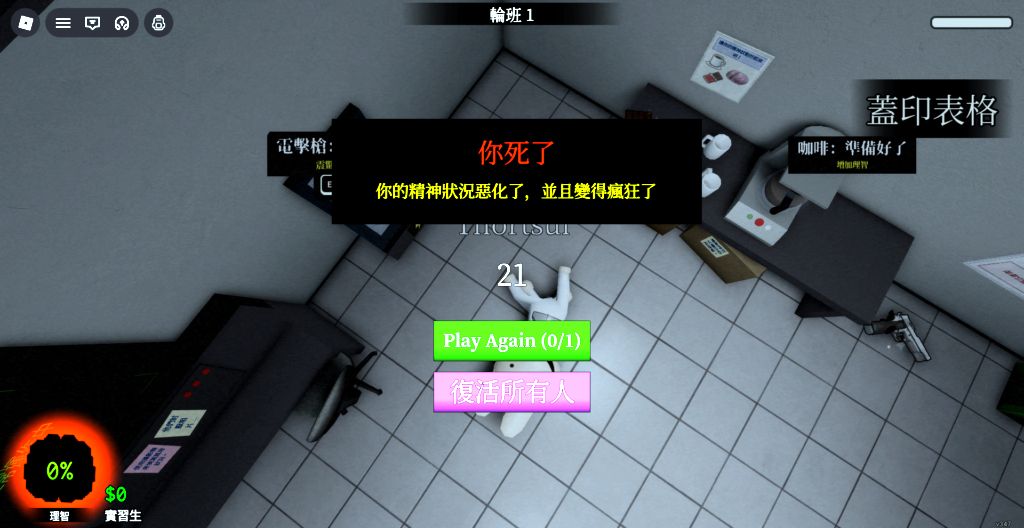 輪班 1
蓋印表格
電擊槍:
咖啡: 準備好了
增加理智
你死了
你的精神狀況惡化了, 並且變得瘋狂了
21
Play Again (0/1)
復活所有人
0%
理智
$0
實習生
v347